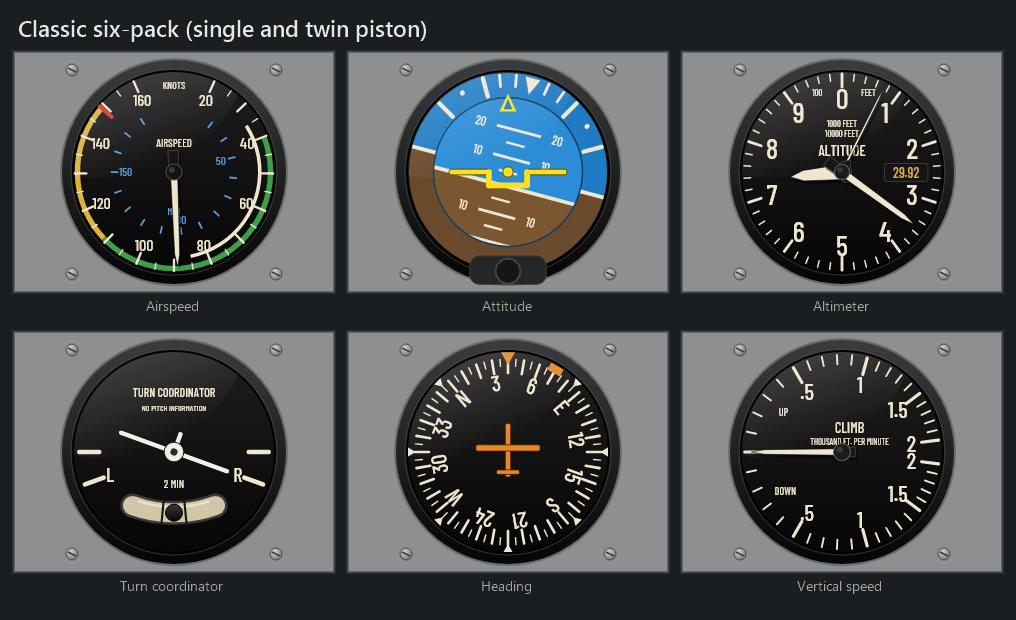 Classic six-pack (single and twin piston)
KNOTS
160
20
140
AIRSPEED
40
150
50
120
60
100
80
Airspeed
20
20
10
10
10
10
Attitude
100
0
FEET
9
1
1000 FEET
10000 FEET
8
ALTITUDE
2
29.92
7
3
6
4
5
Altimeter
TURN COORDINATOR
NO PITCH INFORMATION
L
R
2 MIN
Turn coordinator
3
6
N
E
33
12
30
15
W
S
24
21
Heading
.5
1
1.5
UP
CLIMB
THOUSAND FT. PER MINUTE
2
2
DOWN
1.5
.5
1
Vertical speed